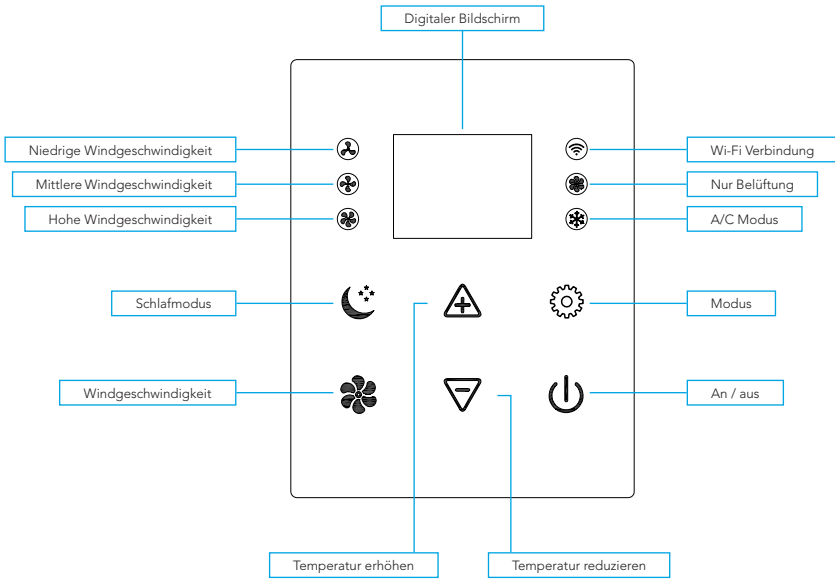 Digitaler Bildschirm
Niedrige Windgeschwindigkeit
Wi-Fi Verbindung
Mittlere Windgeschwindigkeit
Nur Belüftung
Hohe Windgeschwindigkeit
A/C Modus
Schlafmodus
Modus
Windgeschwindigkeit
An / aus
Temperatur erhöhen
Temperatur reduzieren